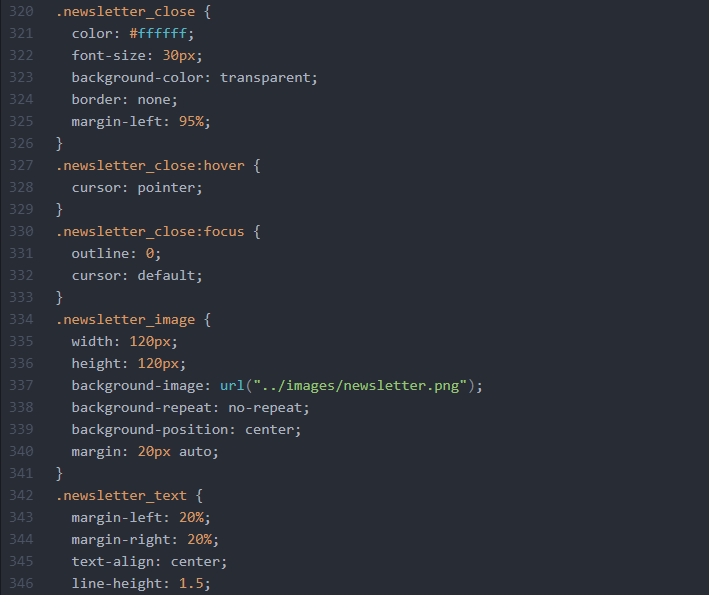 320 .newsletter_close {
321 color: #ffffff;
322 font-size: 30px;
323 background-color: transparent;
324 border: none;
325 margin-left: 95%;
326 }
327 .newsletter_close:hover {
328 cursor: pointer;
329 }
330 .newsletter_close:focus {
331 outline: 0;
332 cursor: default;
333 }
334 .newsletter_image {
335 width: 120px;
336 height: 120px;
337 background-image: url("../images/newsletter.png");
338 background-repeat: no-repeat;
339 background-position: center;
340 margin: 20px auto;
341 }
342 .newsletter_text {
343 margin-left: 20%;
344 margin-right: 20%;
345 text-align: center;
346 line-height: 1.5;